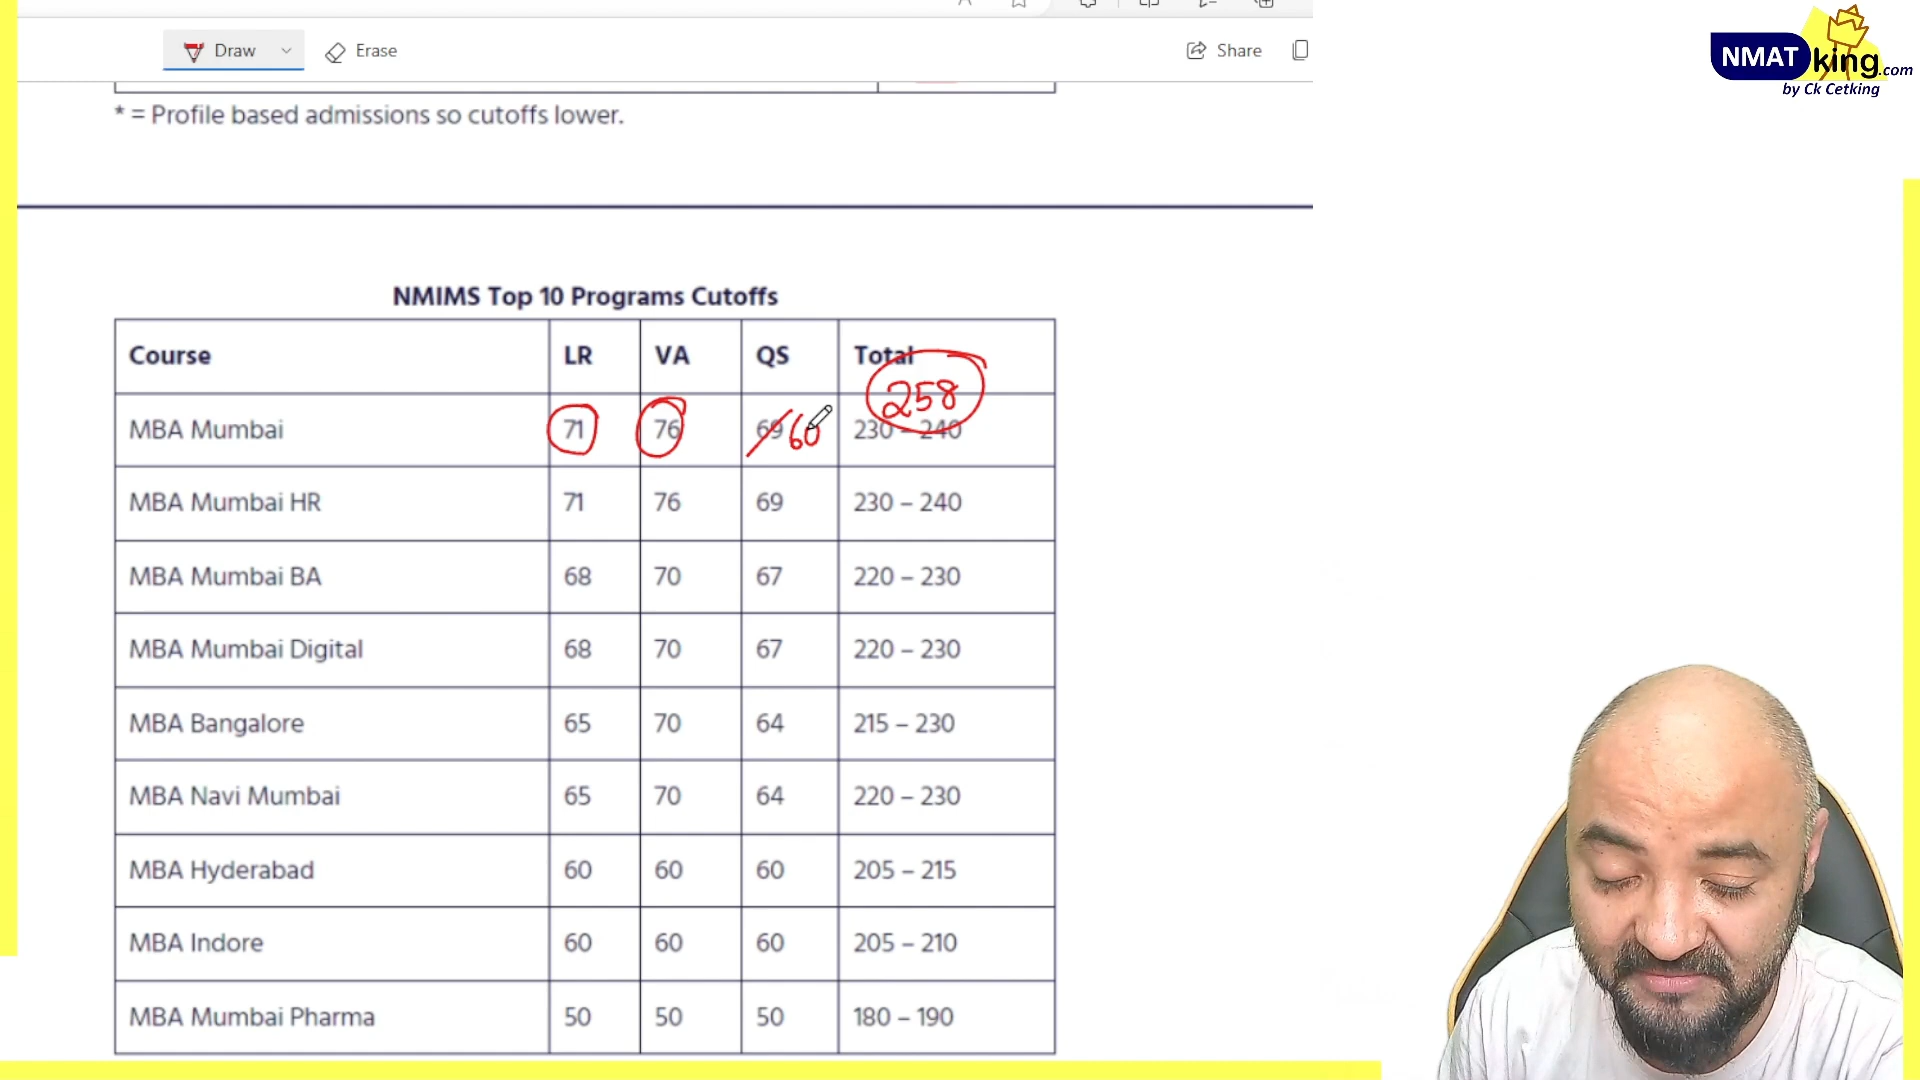 Draw
Erase
Share
NMAT king.com
by Ck Cetking
* = Profile based admissions so cutoffs lower.
NMIMS Top 10 Programs Cutoffs
Course LR VA QS Total
258
MBA Mumbai 71 76 69 60 230 – 240
MBA Mumbai HR 71 76 69 230 – 240
MBA Mumbai BA 68 70 67 220 – 230
MBA Mumbai Digital 68 70 67 220 – 230
MBA Bangalore 65 70 64 215 – 230
MBA Navi Mumbai 65 70 64 220 – 230
MBA Hyderabad 60 60 60 205 – 215
MBA Indore 60 60 60 205 – 210
MBA Mumbai Pharma 50 50 50 180 – 190